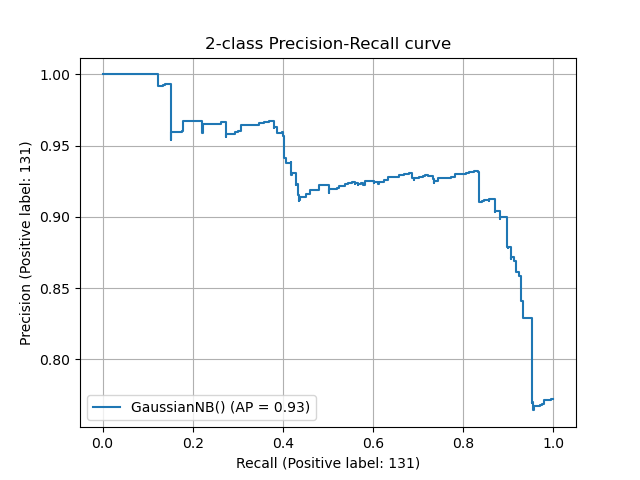 2-class Precision-Recall curve
1.00
0.95
0.90
0.85
0.80
Precision (Positive label: 131)
GaussianNB() (AP = 0.93)
0.0 0.2 0.4 0.6 0.8 1.0
Recall (Positive label: 131)